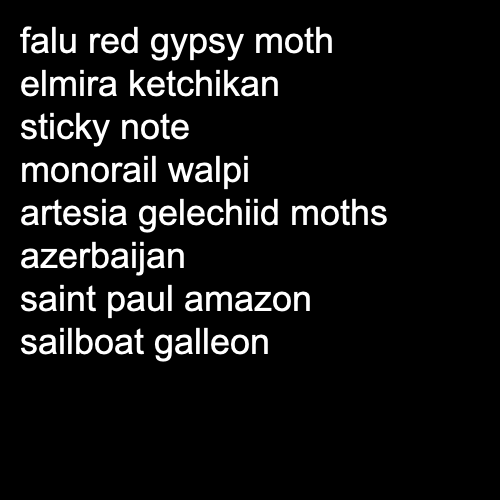 falu red gypsy moth
elmira ketchikan
sticky note
monorail walpi
artesia gelechiid moths
azerbaijan
saint paul amazon
sailboat galleon